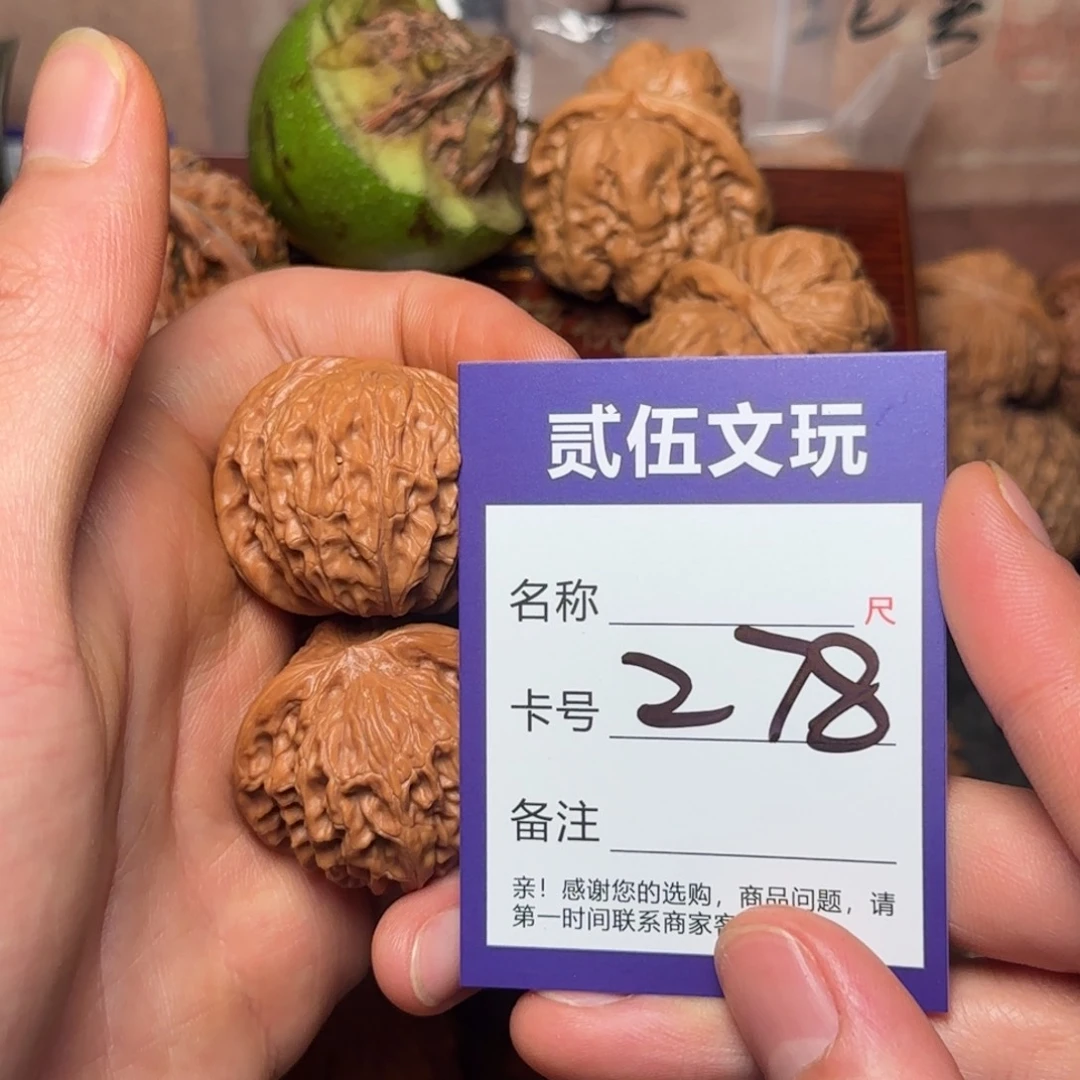 贰伍文玩
名称 尺
卡号 278
备注
亲！感谢您的选购，商品问题，请
第一时间联系商家客